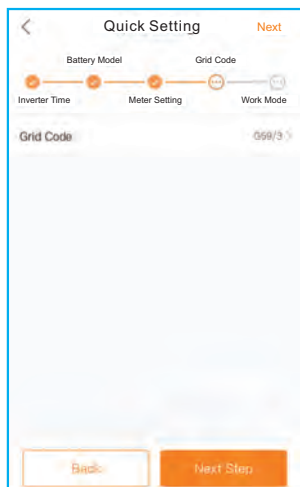 Quick Setting Next
Battery Model Grid Code
Inverter Time Meter Setting Work Mode
Grid Code G99/3
Back Next Step